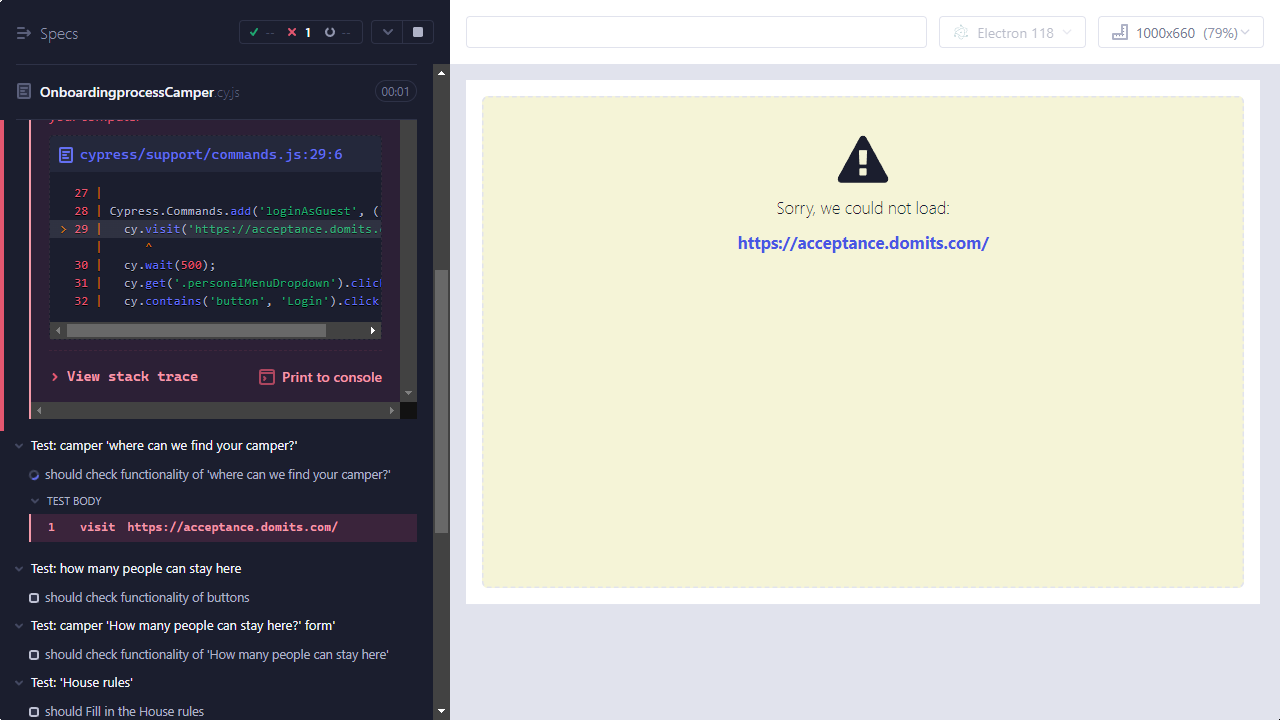 Specs
-- 1 --
Electron 118
1000x660 (79%)
OnboardingprocessCamper.cy.js
00:01
your computer
cypress/support/commands.js:29:6
27 |
28 | Cypress.Commands.add('loginAsGuest', (
> 29 | cy.visit('https://acceptance.domits.
| ^
30 | cy.wait(500);
31 | cy.get('.personalMenuDropdown').click
32 | cy.contains('button', 'Login').click
View stack trace
Print to console
Test: camper 'where can we find your camper?'
should check functionality of 'where can we find your camper?'
TEST BODY
1 visit https://acceptance.domits.com/
Test: how many people can stay here
should check functionality of buttons
Test: camper 'How many people can stay here?' form'
should check functionality of 'How many people can stay here'
Test: 'House rules'
should Fill in the House rules
Sorry, we could not load:
https://acceptance.domits.com/